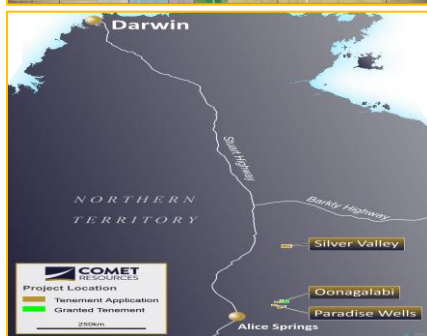 Darwin
Stuart Highway
NORTHERN
TERRITORY
Barkly Highway
Silver Valley
COMET
RESOURCES
Project Location
Tenement Application
Granted Tenement
250km
Oonagalabi
Paradise Wells
Alice Springs